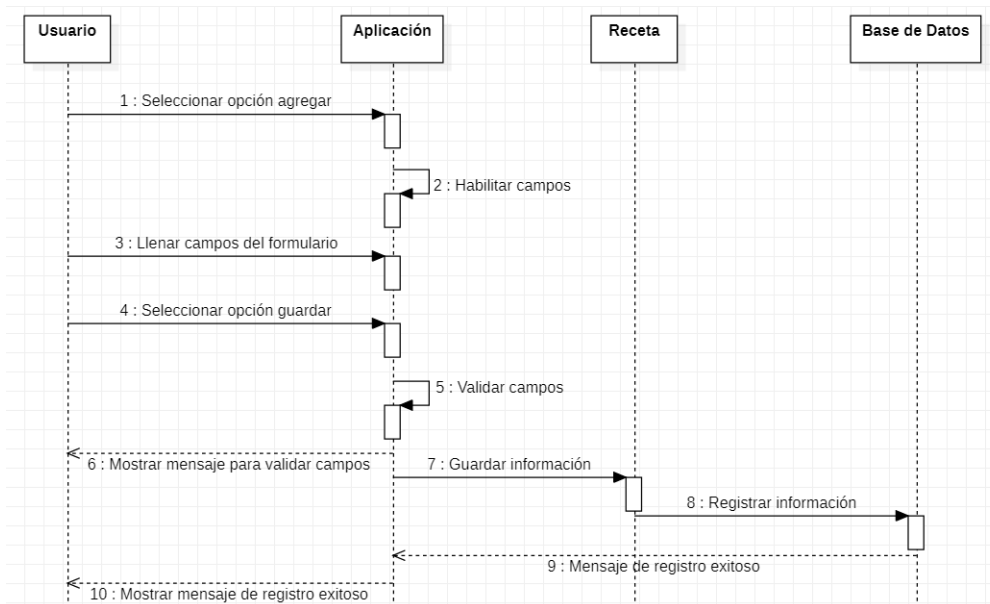 Usuario
Aplicación
Receta
Base de Datos
1 : Seleccionar opción agregar
2 : Habilitar campos
3 : Llenar campos del formulario
4 : Seleccionar opción guardar
5 : Validar campos
6 : Mostrar mensaje para validar campos
7 : Guardar información
8 : Registrar información
9 : Mensaje de registro exitoso
10 : Mostrar mensaje de registro exitoso